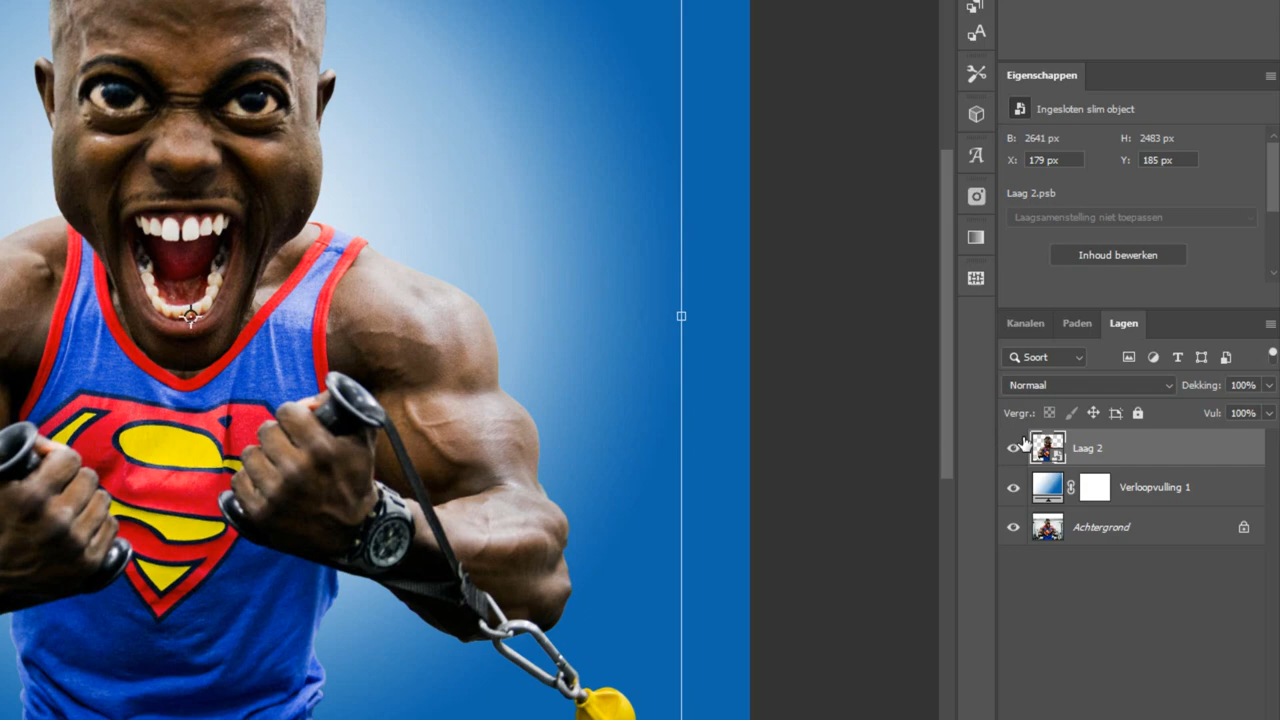 Eigenschappen
Ingesloten slim object
B: 2641 px H: 2483 px
X: 179 px Y: 185 px
Laag 2.psb
Laagsamenstelling niet toepassen
Inhoud bewerken
Kanalen Paden Lagen
Soort
Normaal Dekking: 100%
Vergr.: Vul: 100%
Laag 2
Verloopvulling 1
Achtergrond